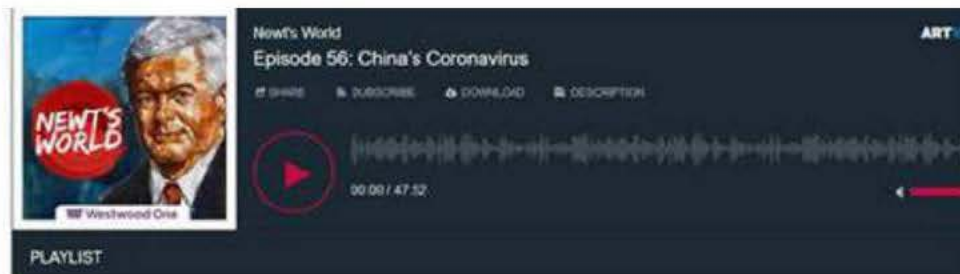 Newt's World
ART
Episode 56: China's Coronavirus
SHARE SUBSCRIBE DOWNLOAD DESCRIPTION
NEWT'S
WORLD
00:00 / 47:52
Westwood One
PLAYLIST